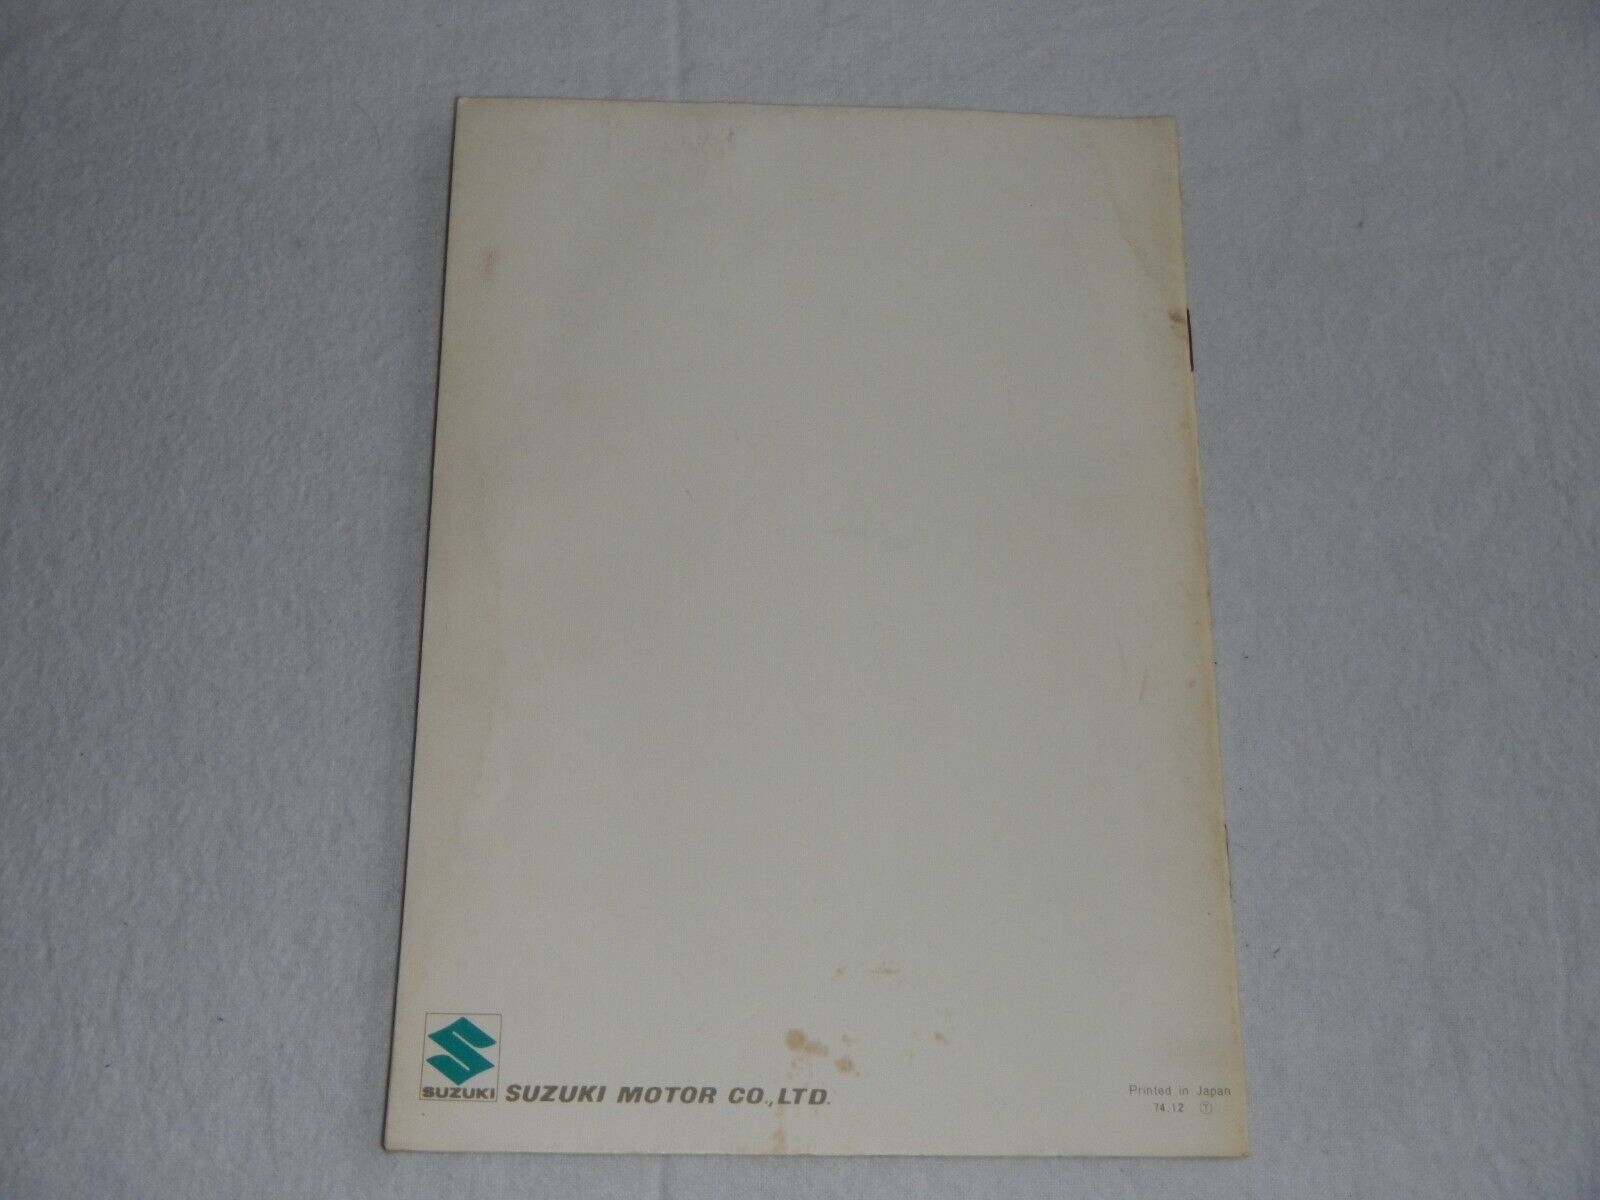 SUZUKI
SUZUKI MOTOR CO.,LTD.
Printed in Japan
74.12 Ⓣ